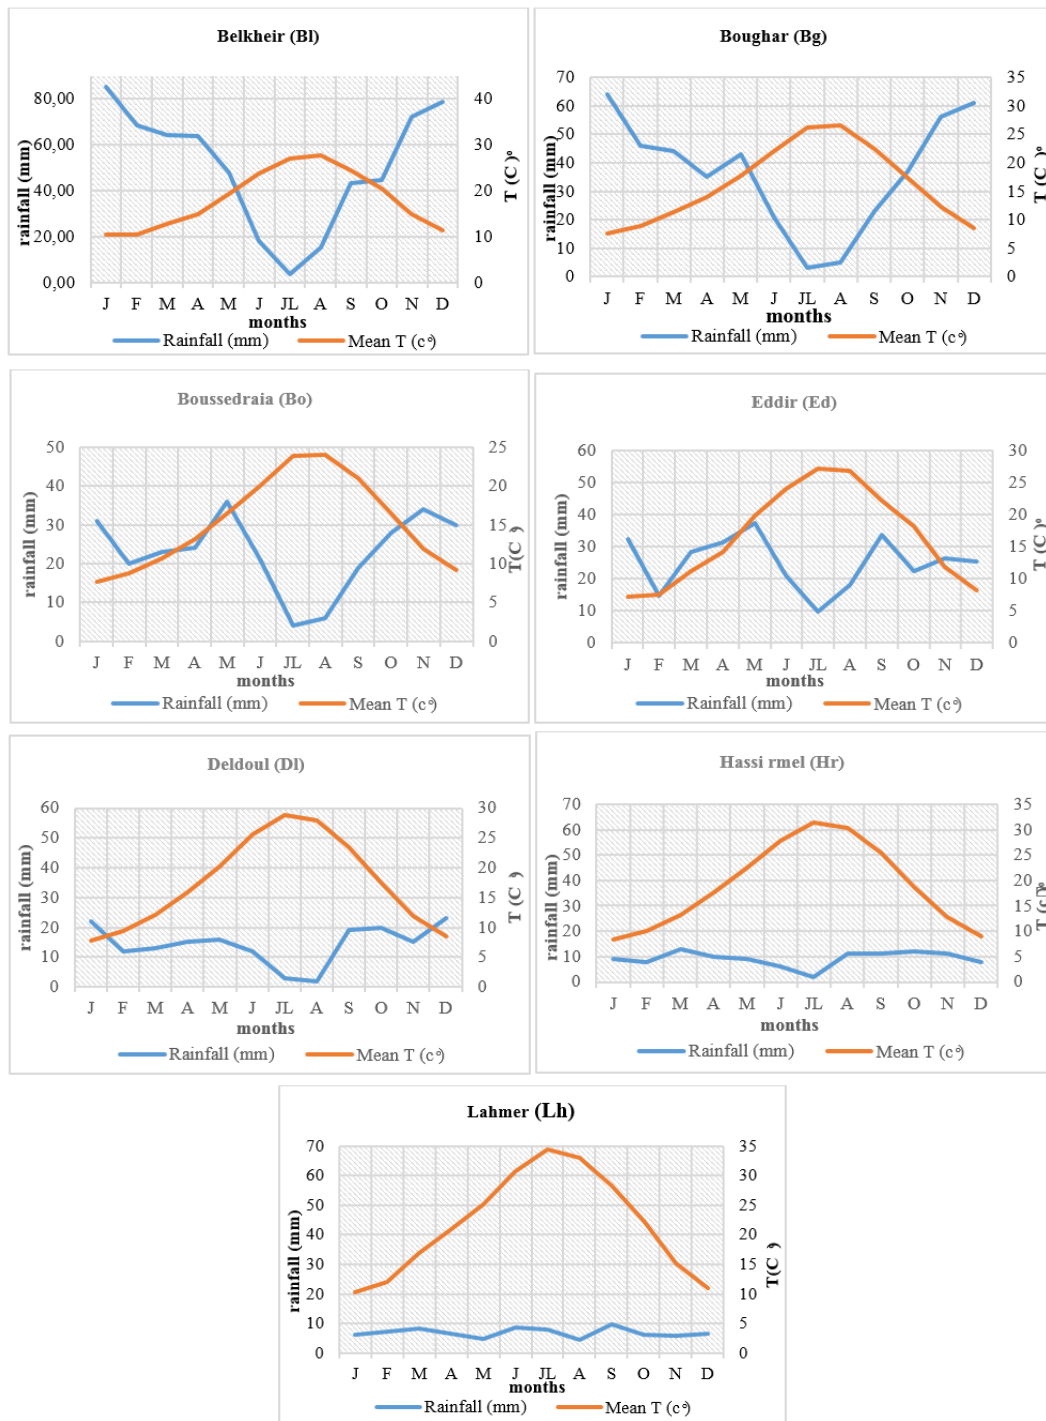 Belkheir (Bl)
80,00
60,00
40,00
20,00
0,00
rainfall (mm)
40
30
20
10
0
T (C )°
J F M A M J JL A S O N D
months
Rainfall (mm) Mean T (c°)
Boughar (Bg)
70
60
50
40
30
20
10
0
rainfall (mm)
35
30
25
20
15
10
5
0
T (C )°
J F M A M J JL A S O N D
months
Rainfall (mm) Mean T (c°)
Boussedraia (Bo)
50
40
30
20
10
0
rainfall (mm)
25
20
15
10
5
0
T(C °)
J F M A M J JL A S O N D
months
Rainfall (mm) Mean T (c°)
Eddir (Ed)
60
50
40
30
20
10
0
rainfall (mm)
30
25
20
15
10
5
0
T (C )°
J F M A M J JL A S O N D
months
Rainfall (mm) Mean T (c°)
Deldoul (Dl)
60
50
40
30
20
10
0
rainfall (mm)
30
25
20
15
10
5
0
T (C °)
J F M A M J JL A S O N D
months
Rainfall (mm) Mean T (c°)
Hassi rmel (Hr)
70
60
50
40
30
20
10
0
rainfall (mm)
35
30
25
20
15
10
5
0
T (c )°
J F M A M J JL A S O N D
months
Rainfall (mm) Mean T (c°)
Lahmer (Lh)
70
60
50
40
30
20
10
0
rainfall (mm)
35
30
25
20
15
10
5
0
T(C °)
J F M A M J JL A S O N D
months
Rainfall (mm) Mean T (c°)